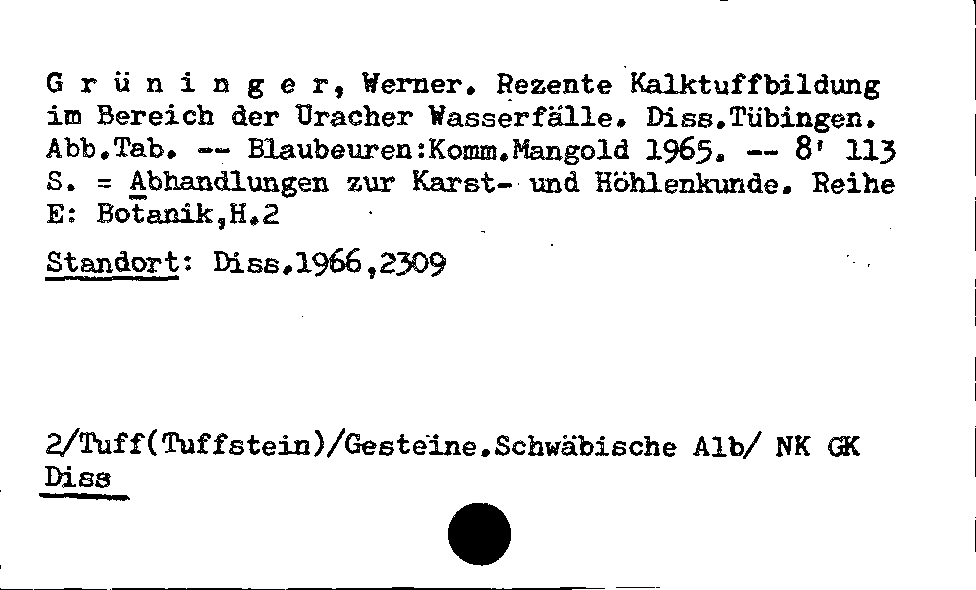 G r ü n i n g e r, Werner. Rezente Kalktuffbildung
im Bereich der Uracher Wasserfälle. Diss.Tübingen.
Abb.Tab. -- Blaubeuren:Komm.Mangold 1965. -- 8' 113
S. = Abhandlungen zur Karst- und Höhlenkunde. Reihe
E: Botanik,H.2
Standort: Diss.1966,2309
2/Tuff(Tuffstein)/Gesteine.Schwäbische Alb/ NK GK
Diss